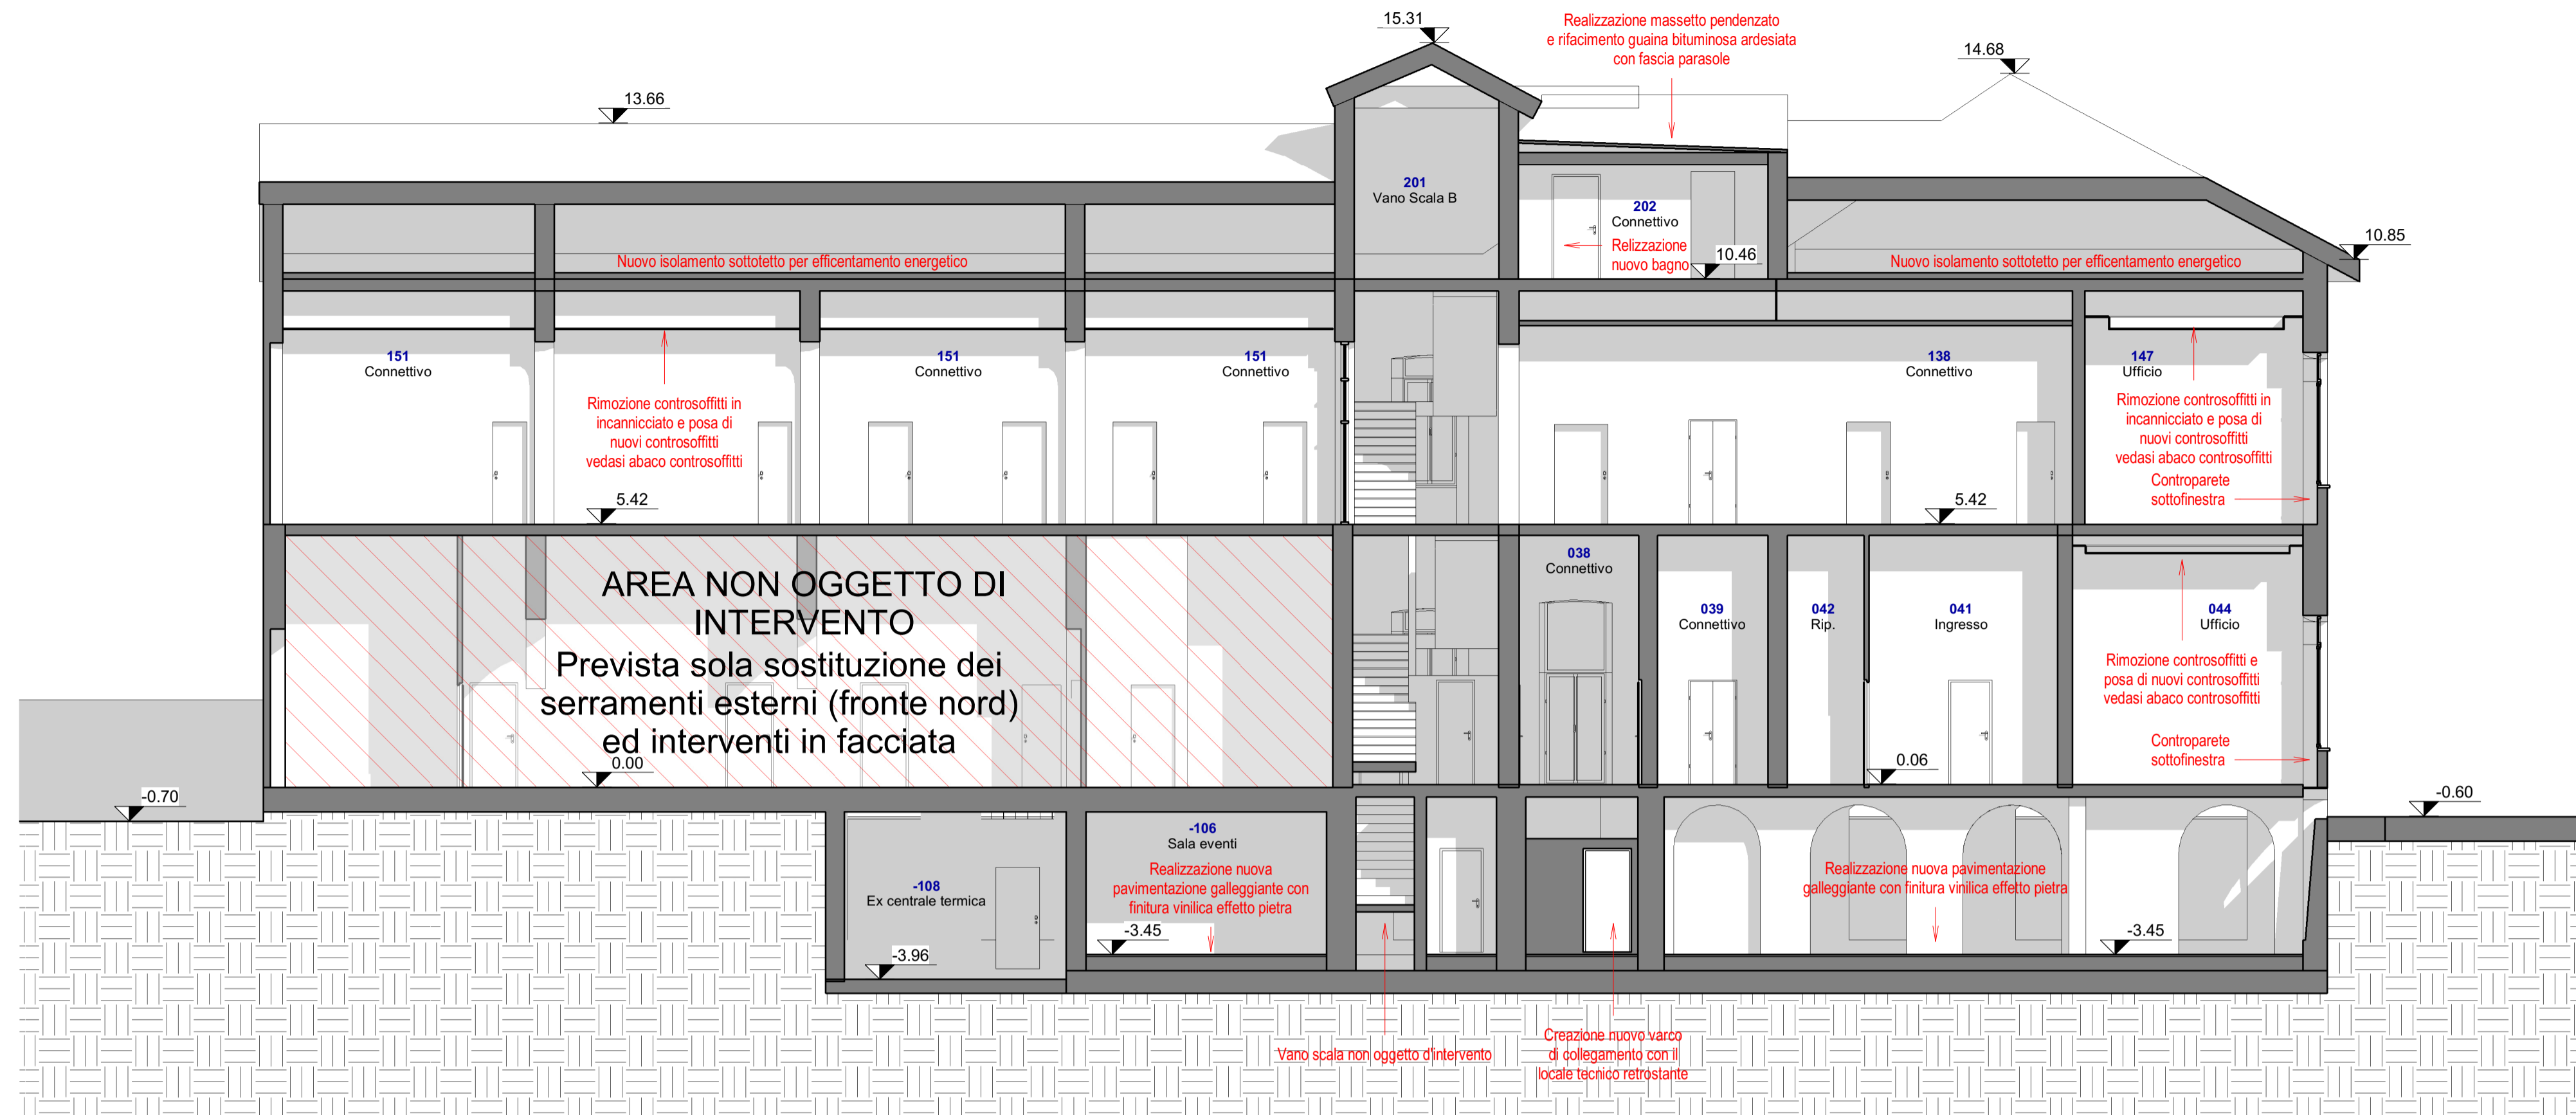 15.31
Realizzazione massetto pendenzato
e rifacimento guaina bituminosa ardesiata
con fascia parasole
14.68
13.66
201
Vano Scala B
202
Connettivo
Relizzazione
nuovo bagno
10.46
10.85
Nuovo isolamento sottotetto per efficentamento energetico
Nuovo isolamento sottotetto per efficentamento energetico
151
Connettivo
151
Connettivo
151
Connettivo
138
Connettivo
147
Ufficio
Rimozione controsoffitti in
incannicciato e posa di
nuovi controsoffitti
vedasi abaco controsoffitti
Rimozione controsoffitti in
incannicciato e posa di
nuovi controsoffitti
vedasi abaco controsoffitti
Controparete
sottofinestra
5.42
5.42
AREA NON OGGETTO DI
INTERVENTO
Prevista sola sostituzione dei
serramenti esterni (fronte nord)
ed interventi in facciata
0.00
038
Connettivo
039
Connettivo
042
Rip.
041
Ingresso
044
Ufficio
Rimozione controsoffitti e
posa di nuovi controsoffitti
vedasi abaco controsoffitti
Controparete
sottofinestra
0.06
-0.70
-0.60
-108
Ex centrale termica
-3.96
-106
Sala eventi
Realizzazione nuova
pavimentazione galleggiante con
finitura vinilica effetto pietra
-3.45
Realizzazione nuova pavimentazione
galleggiante con finitura vinilica effetto pietra
-3.45
Vano scala non oggetto d'intervento
Creazione nuovo varco
di collegamento con il
locale tecnico retrostante